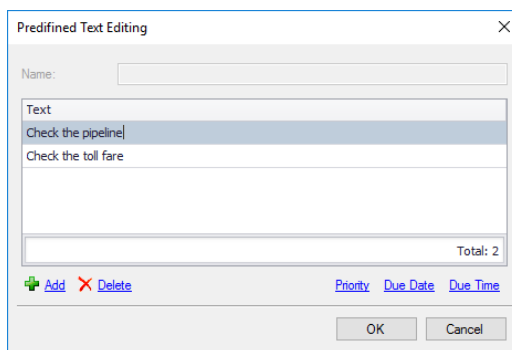 Predifined Text Editing
Name:
Text
Check the pipeline
Check the toll fare
Total: 2
Add Delete Priority Due Date Due Time
OK Cancel